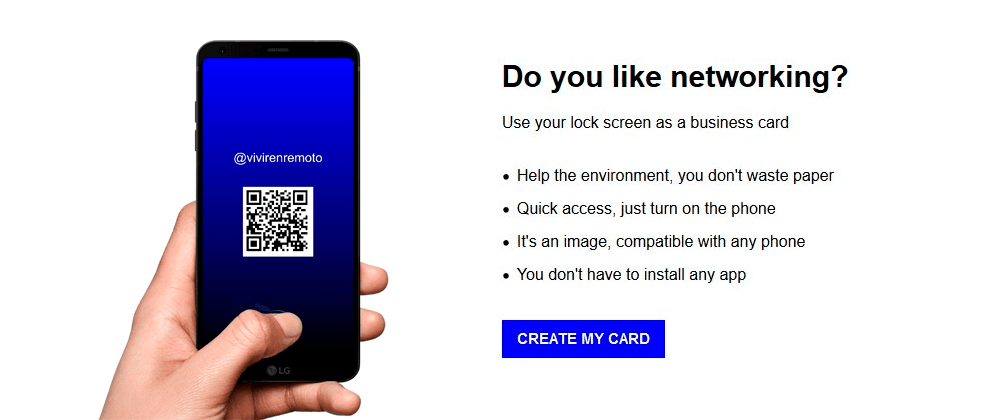 @vivirenremoto
LG
Do you like networking?
Use your lock screen as a business card
• Help the environment, you don't waste paper
• Quick access, just turn on the phone
• It's an image, compatible with any phone
• You don't have to install any app
CREATE MY CARD